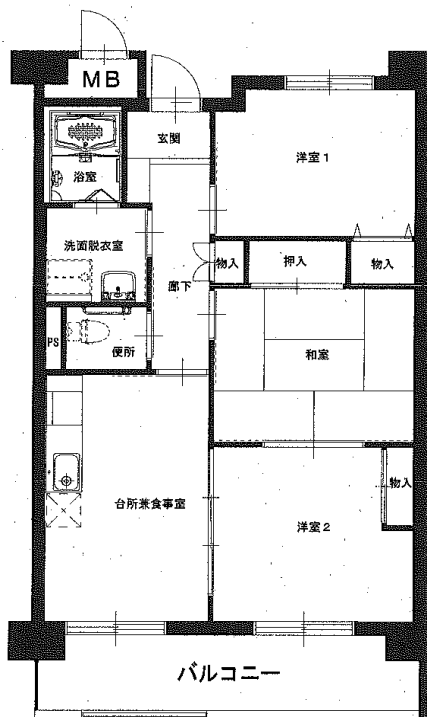 MB
玄関
洋室1
浴室
洗面脱衣室
物入
押入
物入
廊下
PS
便所
和室
台所兼食事室
物入
洋室2
バルコニー